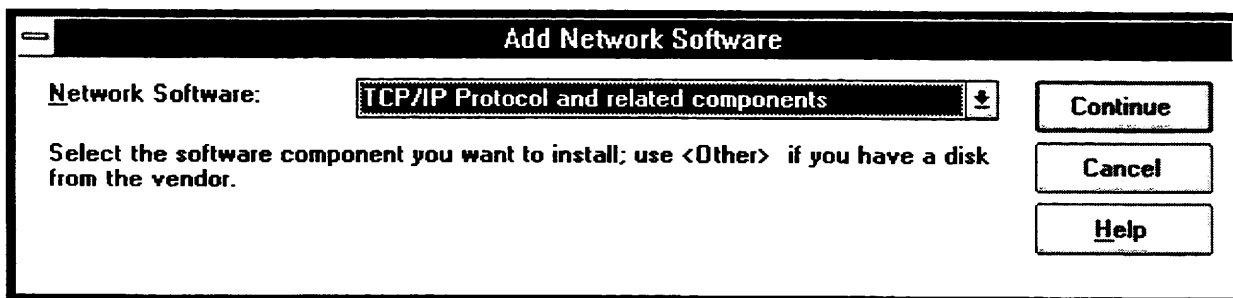 Add Network Software
Network Software:
TCP/IP Protocol and related components
Continue
Select the software component you want to install; use <Other> if you have a disk
from the vendor.
Cancel
Help